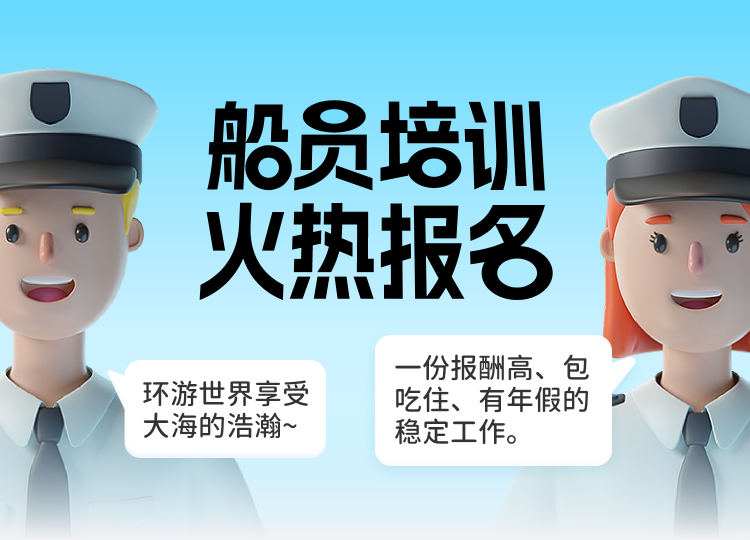 船员培训
火热报名
环游世界享受
大海的浩瀚~
一份报酬高、包
吃住、有年假的
稳定工作。